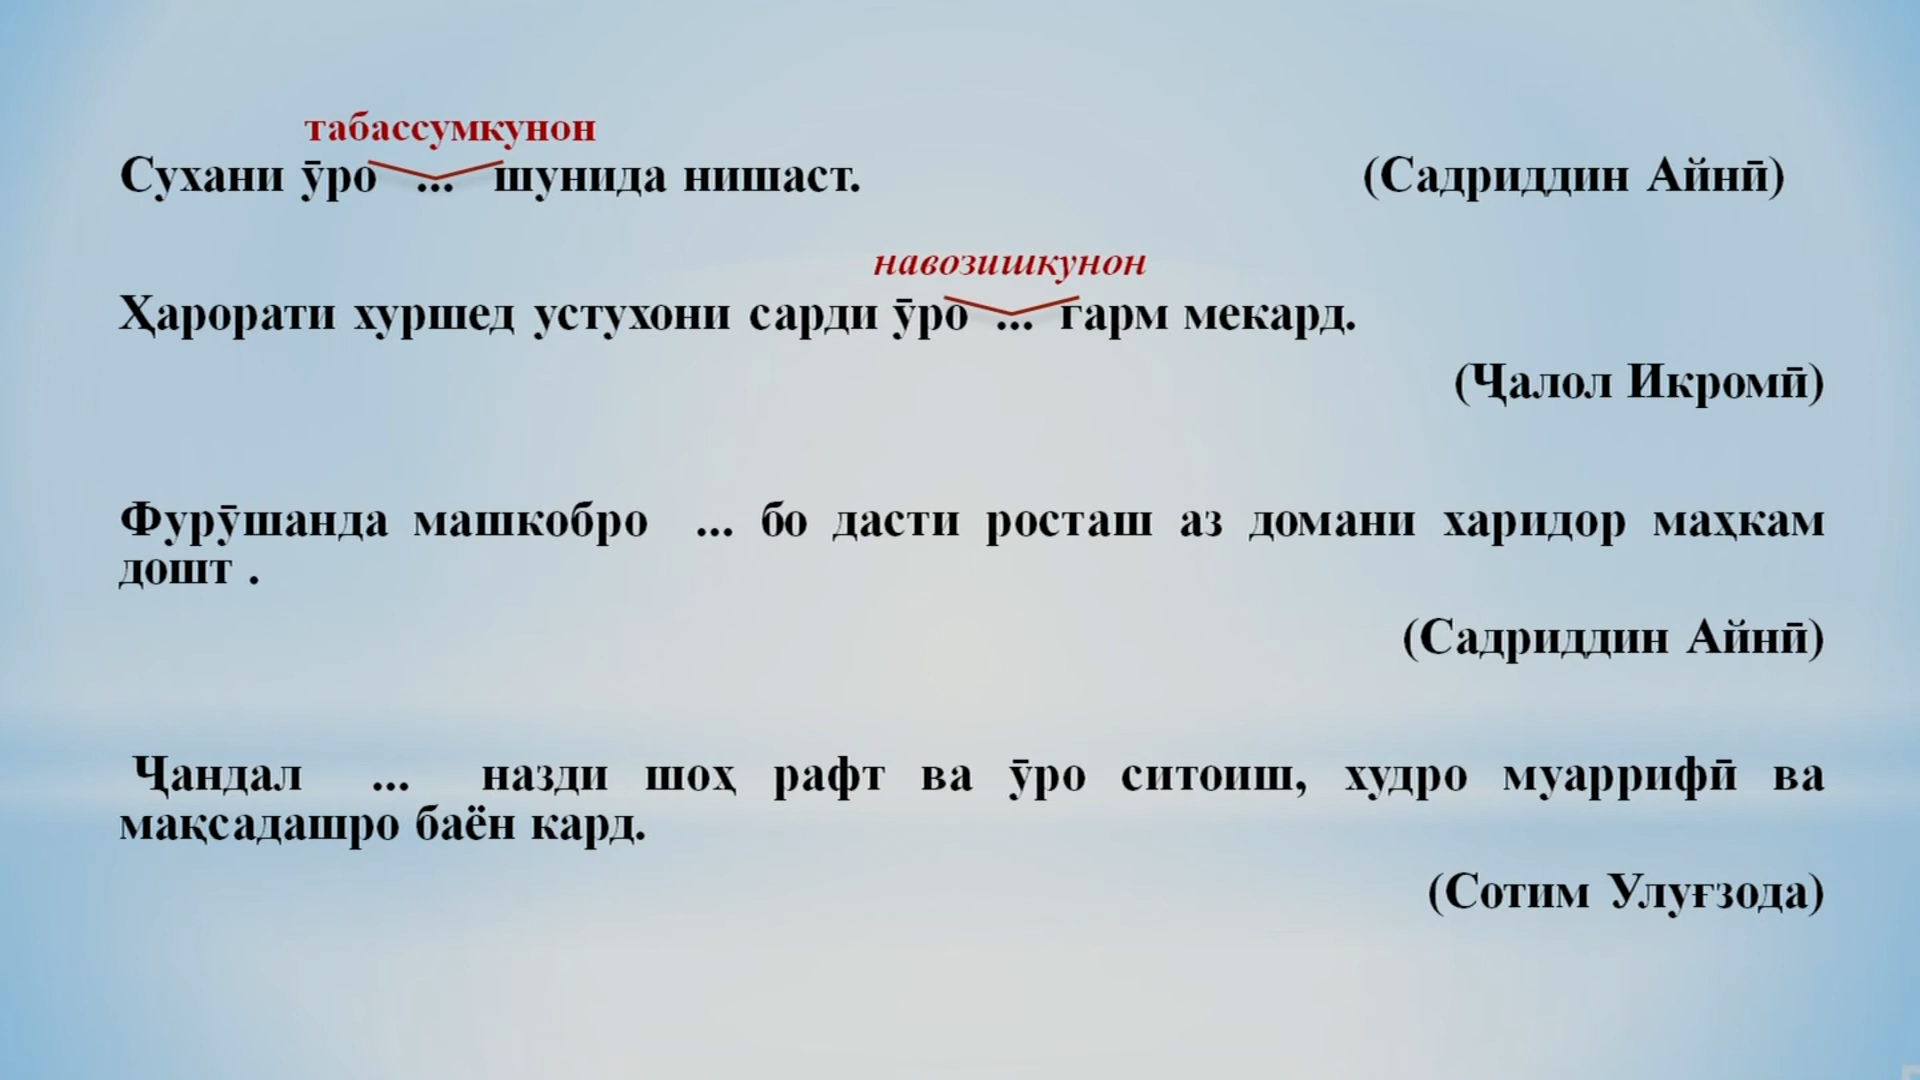 табассумкунон
Сухани ӯро ... шунида нишаст. (Садриддин Айнӣ)
навозишкунон
Ҳарорати хуршед устухони сарди ӯро ... гарм мекард.
(Ҷалол Икромӣ)
Фурӯшанда машкобро ... бо дасти росташ аз домани харидор маҳкам
дошт .
(Садриддин Айнӣ)
Ҷандал ... назди шоҳ рафт ва ӯро ситоиш, худро муаррифӣ ва
мақсадашро баён кард.
(Сотим Улуғзода)